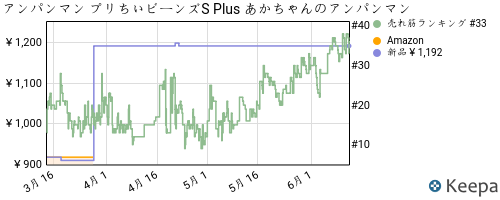 アンパンマン プリちぃビーンズS Plus あかちゃんのアンパンマン
¥ 1,200
¥ 1,100
¥ 1,000
¥ 900
#40
#30
#20
#10
3月 16
4月 1
4月 16
5月 1
5月 16
6月 1
売れ筋ランキング #33
Amazon
新品 ¥ 1,192
Keepa